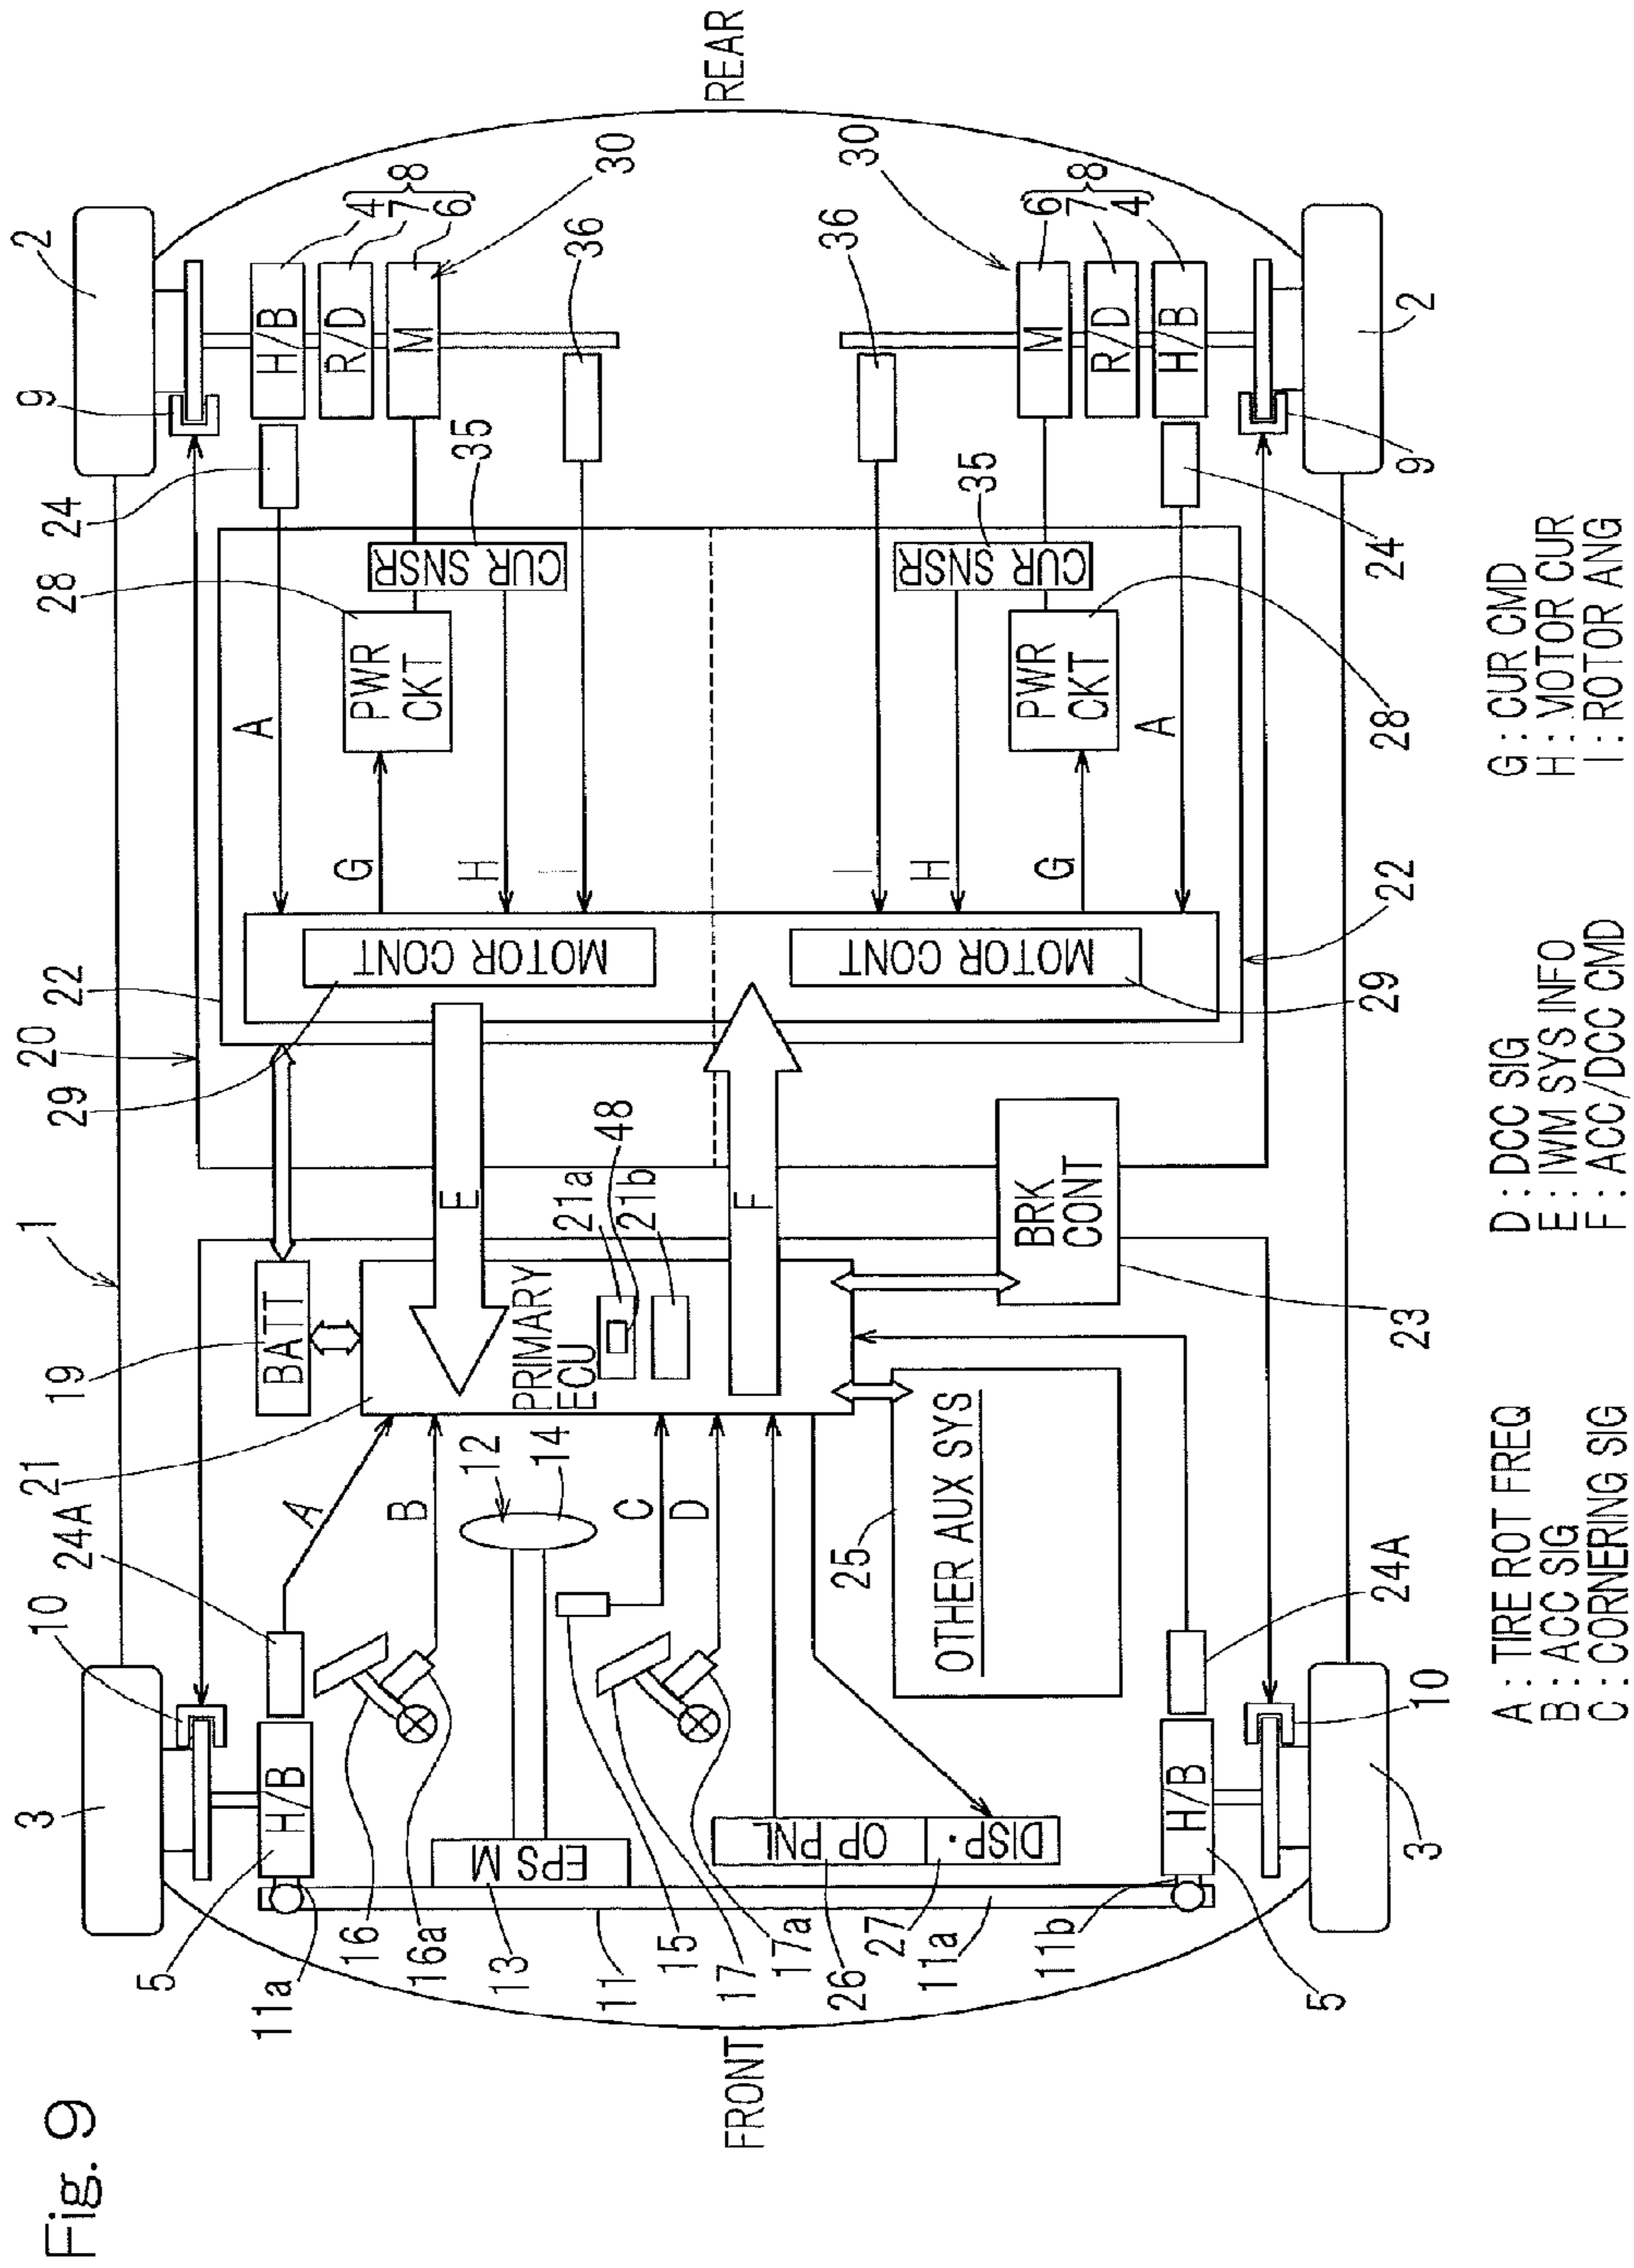 Fig. 9
REAR
2
9
24
28
20
22
29
1
19
21
24A
10
3
5
11a
H/B
R/D
M
4
7
6
8
30
36
35
CUR SNSR
PWR
CKT
A
G
H
I
MOTOR CONT
E
BATT
PRIMARY
ECU
21a
48
21b
A
B
12
14
C
D
H/B
16
16a
EPS M
13
11
15
17
17a
26
27
11a
11b
OP PNL
DISP.
30
6
7
4
8
M
R/D
H/B
36
35
CUR SNSR
PWR
CKT
A
I
H
G
MOTOR CONT
22
29
28
24
9
2
F
BRK
CONT
23
25
OTHER AUX SYS
24A
10
3
5
H/B
FRONT
A : TIRE ROT FREQ
B : ACC SIG
C : CORNERING SIG
D : DCC SIG
E : IWM SYS INFO
F : ACC/DCC CMD
G : CUR CMD
H : MOTOR CUR
I : ROTOR ANG